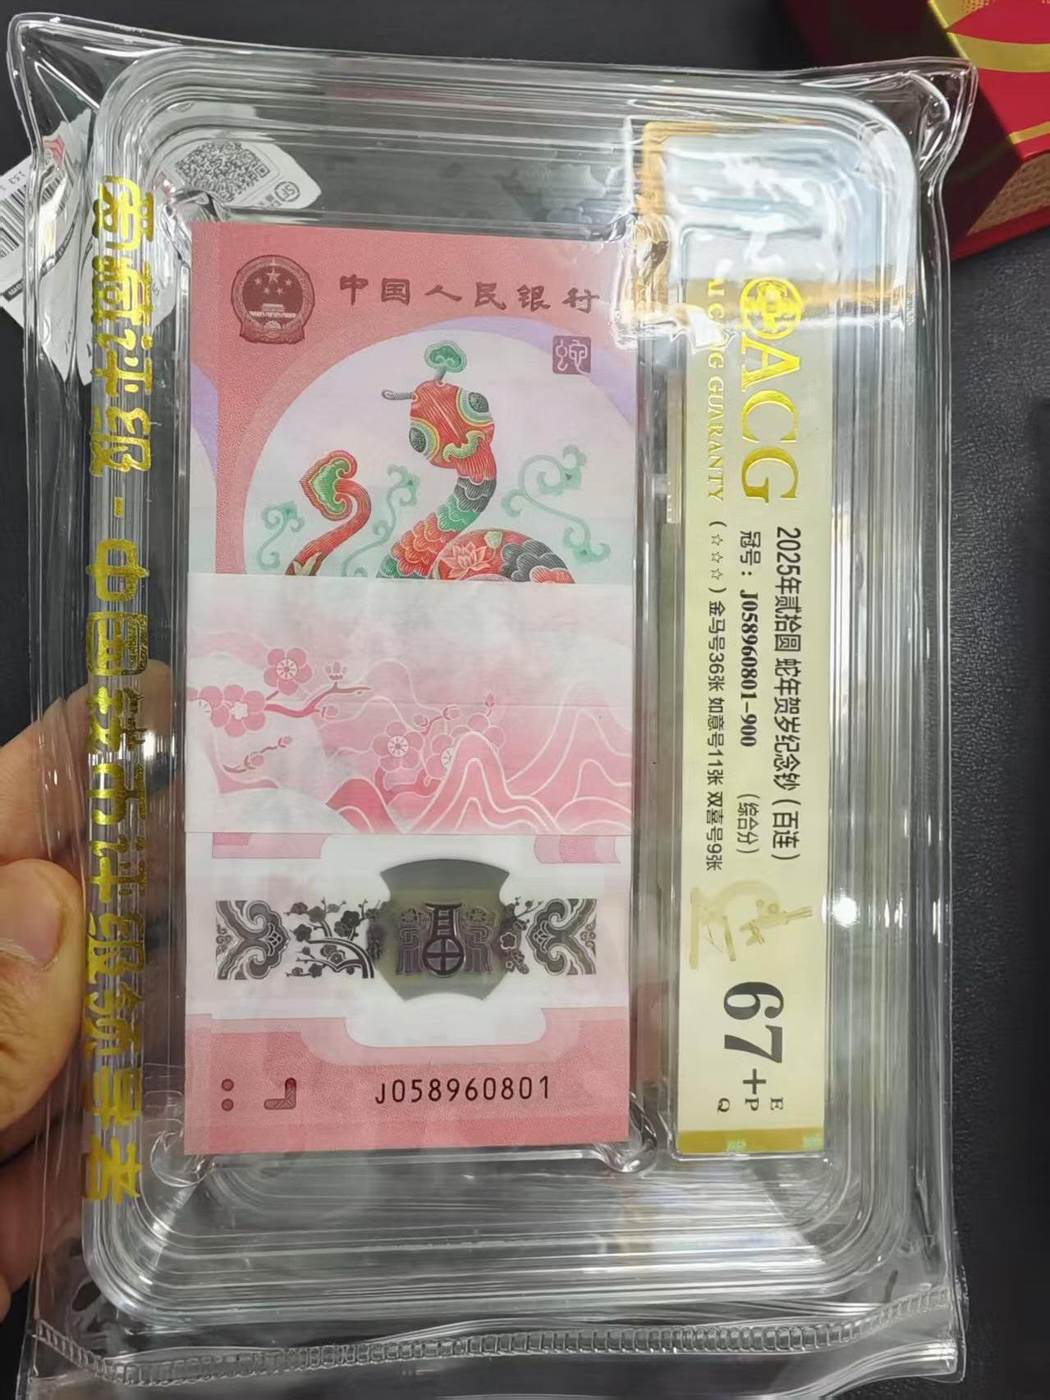 中国人民银行
蛇
福
J058960801
ACG
GUARANTY
2025年贰拾圆 蛇年贺岁纪念钞(百连)
冠号：J058960801-900 (综合分)
(☆☆☆) 金马号36张 如意号11张 双喜号9张
67+
E
P
Q
评级-中国钱币评级领导者